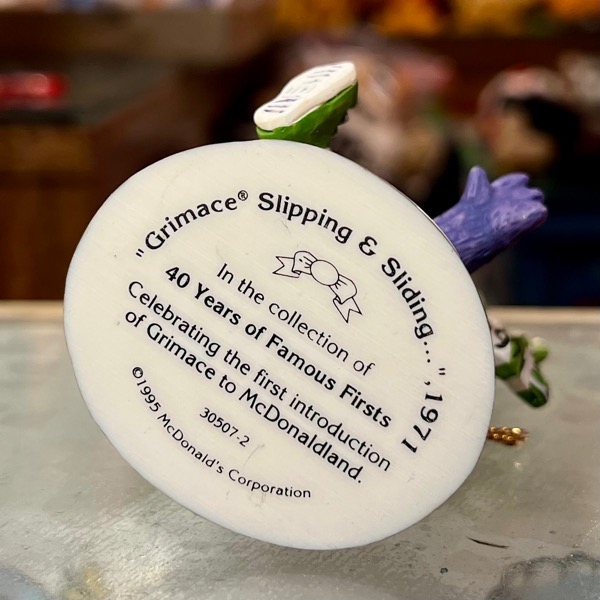 "Grimace® Slipping & Sliding...", 1971
In the collection of
40 Years of Famous Firsts
Celebrating the first introduction
of Grimace to McDonaldland.
30507-2
©1995 McDonald's Corporation